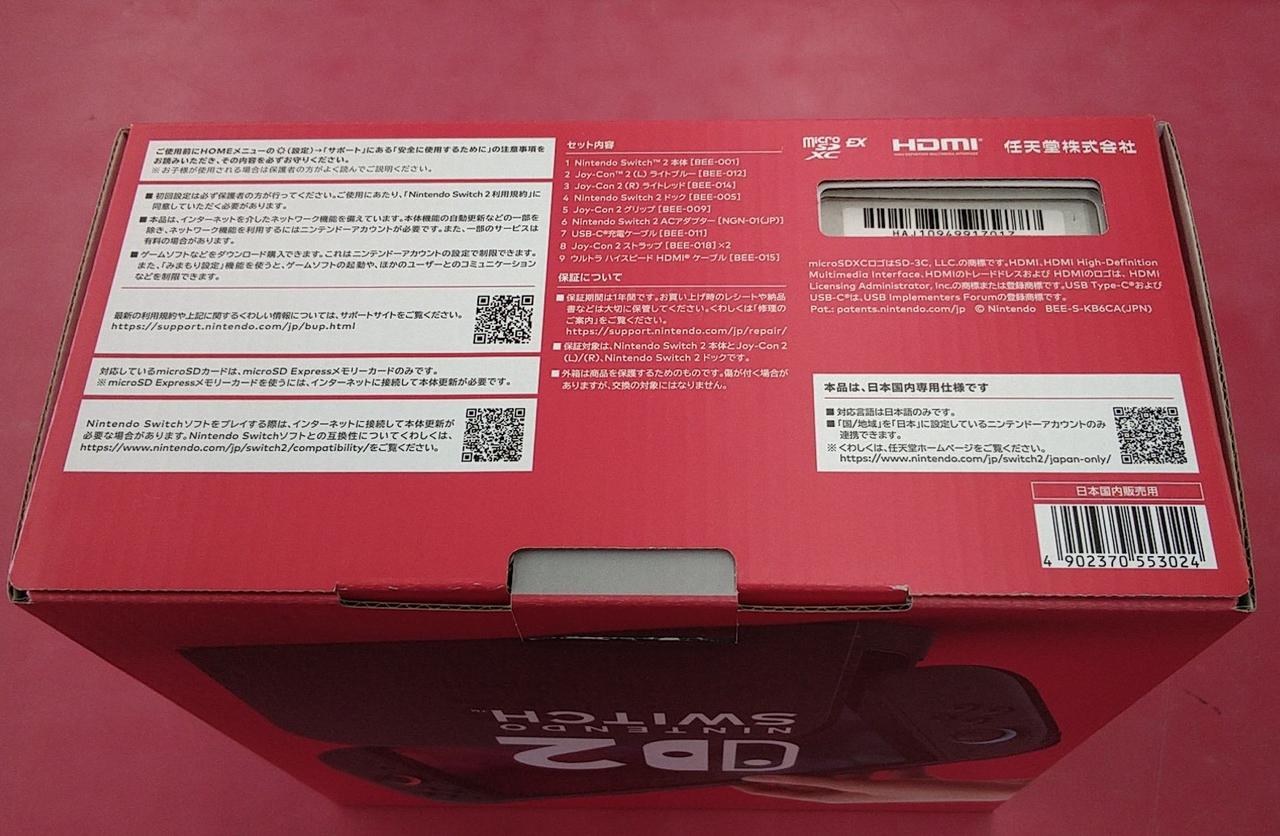 ご使用前にHOMEメニューの (設定)→「サポート」にある「安全に使用するために」の注意事項を
お読みいただき、その内容を必ずお守りください。
※お子様が使用される場合は保護者の方がよく読んでご説明ください。
■初回設定は必ず保護者の方が行ってください。ご使用にあたり、「Nintendo Switch 2 利用規約」に
同意していただく必要があります。
■本品は、インターネットを介したネットワーク機能を備えています。本体機能の自動更新などの一部を
除き、ネットワーク機能を利用するにはニンテンドーアカウントが必要です。また、一部のサービスは
有料の場合があります。
■ゲームソフトなどをダウンロード購入できます。これはニンテンドーアカウントの設定で制限できます。
また、「みまもり設定」機能を使うと、ゲームソフトの起動や、ほかのユーザーとのコミュニケーション
などを制限できます。
最新の利用規約や上記に関するくわしい情報については、サポートサイトをご覧ください。
https://support.nintendo.com/jp/bup.html
対応しているmicroSDカードは、microSD Expressメモリーカードのみです。
※ microSD Expressメモリーカードを使うには、インターネットに接続して本体更新が必要です。
Nintendo Switchソフトをプレイする際は、インターネットに接続して本体更新が
必要な場合があります。Nintendo Switchソフトとの互換性についてくわしくは、
https://www.nintendo.com/jp/switch2/compatibility/をご覧ください。
セット内容
1 Nintendo Switch™ 2 本体 [BEE-001]
2 Joy-Con™ 2 (L) ライトブルー [BEE-012]
3 Joy-Con 2 (R) ライトレッド [BEE-014]
4 Nintendo Switch 2 ドック [BEE-005]
5 Joy-Con 2 グリップ [BEE-009]
6 Nintendo Switch 2 ACアダプター [NGN-01(JP)]
7 USB-C®充電ケーブル [BEE-011]
8 Joy-Con 2 ストラップ [BEE-018]×2
9 ウルトラ ハイスピード HDMI® ケーブル [BEE-015]
保証について
■保証期間は1年間です。お買い上げ時のレシートや納品
書などは大切に保管してください。くわしくは「修理の
ご案内」をご覧ください。
https://support.nintendo.com/jp/repair/
■保証対象は、Nintendo Switch 2 本体とJoy-Con 2
(L)/(R)、Nintendo Switch 2 ドックです。
■外箱は商品を保護するためのものです。傷が付く場合が
ありますが、交換の対象にはなりません。
micro SD XC EX HDMI® 任天堂株式会社
HAJ10949917017
microSDXCロゴはSD-3C, LLC.の商標です。HDMI、HDMI High-Definition
Multimedia Interface、HDMIのトレードドレスおよび HDMIのロゴは、HDMI
Licensing Administrator, Inc.の商標または登録商標です。USB Type-C®および
USB-C®は、USB Implementers Forumの登録商標です。
Pat.: patents.nintendo.com/jp © Nintendo BEE-S-KB6CA(JPN)
本品は、日本国内専用仕様です
■対応言語は日本語のみです。
■「国/地域」を「日本」に設定しているニンテンドーアカウントのみ
連携できます。
※くわしくは、任天堂ホームページをご覧ください。
https://www.nintendo.com/jp/switch2/japan-only/
日本国内販売用
4 902370 553024
2
NINTENDO
SWITCH™